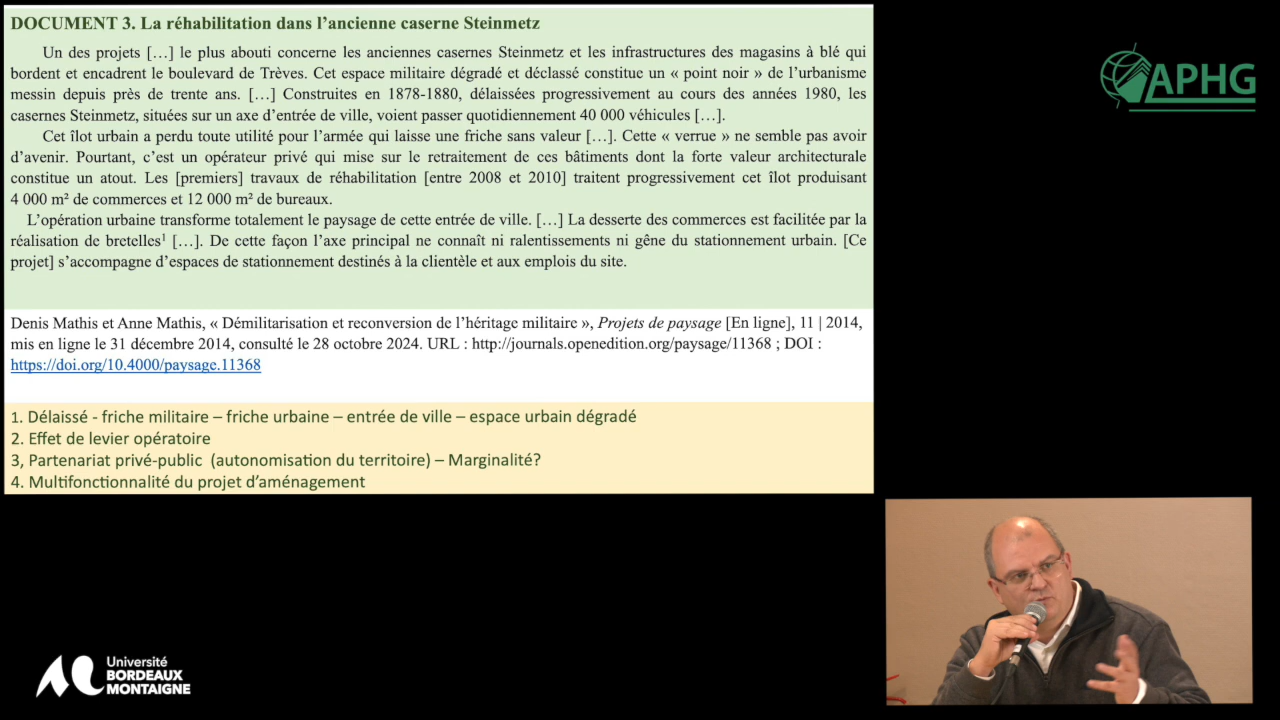 DOCUMENT 3. La réhabilitation dans l’ancienne caserne Steinmetz
Un des projets […] le plus abouti concerne les anciennes casernes Steinmetz et les infrastructures des magasins à blé qui
bordent et encadrent le boulevard de Trèves. Cet espace militaire dégradé et déclassé constitue un « point noir » de l’urbanisme
messin depuis près de trente ans. […] Construites en 1878-1880, délaissées progressivement au cours des années 1980, les
casernes Steinmetz, situées sur un axe d’entrée de ville, voient passer quotidiennement 40 000 véhicules […].
Cet îlot urbain a perdu toute utilité pour l’armée qui laisse une friche sans valeur […]. Cette « verrue » ne semble pas avoir
d’avenir. Pourtant, c’est un opérateur privé qui mise sur le retraitement de ces bâtiments dont la forte valeur architecturale
constitue un atout. Les [premiers] travaux de réhabilitation [entre 2008 et 2010] traitent progressivement cet îlot produisant
4 000 m² de commerces et 12 000 m² de bureaux.
L’opération urbaine transforme totalement le paysage de cette entrée de ville. […] La desserte des commerces est facilitée par la
réalisation de bretelles¹ […]. De cette façon l’axe principal ne connaît ni ralentissements ni gêne du stationnement urbain. [Ce
projet] s’accompagne d’espaces de stationnement destinés à la clientèle et aux emplois du site.
Denis Mathis et Anne Mathis, « Démilitarisation et reconversion de l’héritage militaire », Projets de paysage [En ligne], 11 | 2014,
mis en ligne le 31 décembre 2014, consulté le 28 octobre 2024. URL : http://journals.openedition.org/paysage/11368 ; DOI :
https://doi.org/10.4000/paysage.11368
1. Délaissé - friche militaire – friche urbaine – entrée de ville – espace urbain dégradé
2. Effet de levier opératoire
3, Partenariat privé-public (autonomisation du territoire) – Marginalité?
4. Multifonctionnalité du projet d’aménagement
APHG
Université
BORDEAUX
MONTAIGNE